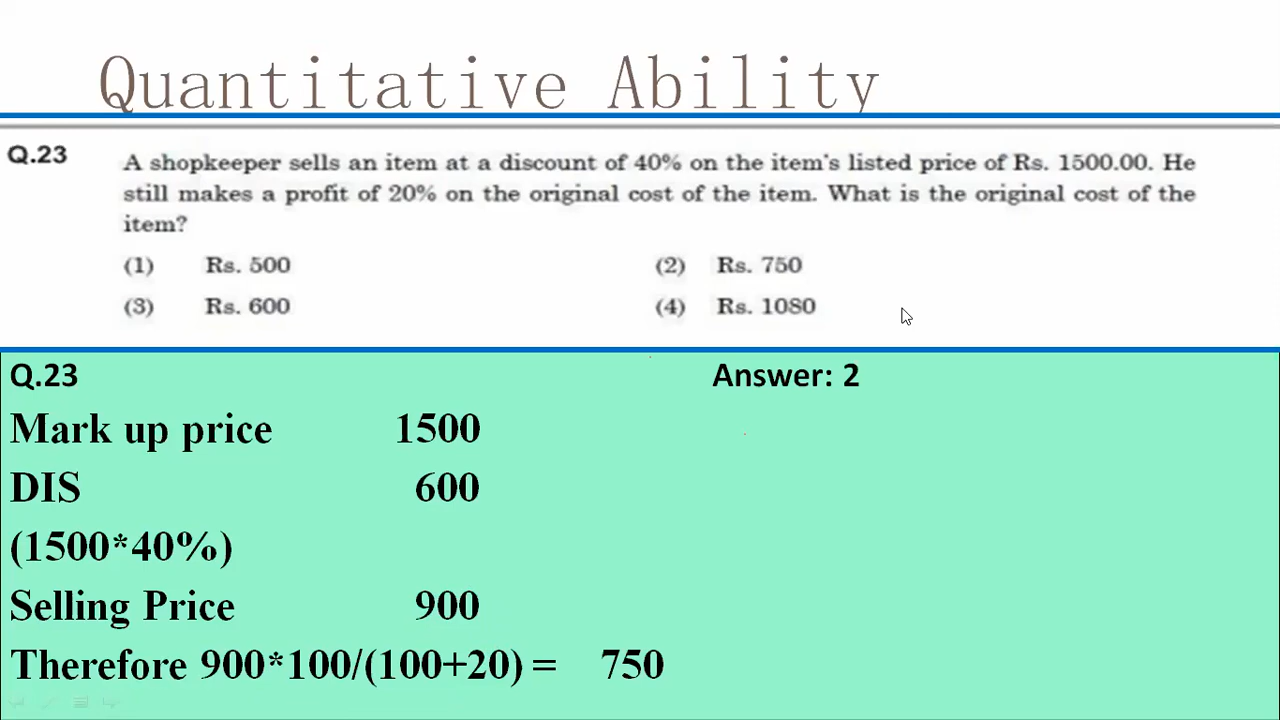 Quantitative Ability
Q.23
A shopkeeper sells an item at a discount of 40% on the item's listed price of Rs. 1500.00. He
still makes a profit of 20% on the original cost of the item. What is the original cost of the
item?
(1) Rs. 500 (2) Rs. 750
(3) Rs. 600 (4) Rs. 1080
Q.23 Answer: 2
Mark up price 1500
DIS 600
(1500*40%)
Selling Price 900
Therefore 900*100/(100+20) = 750